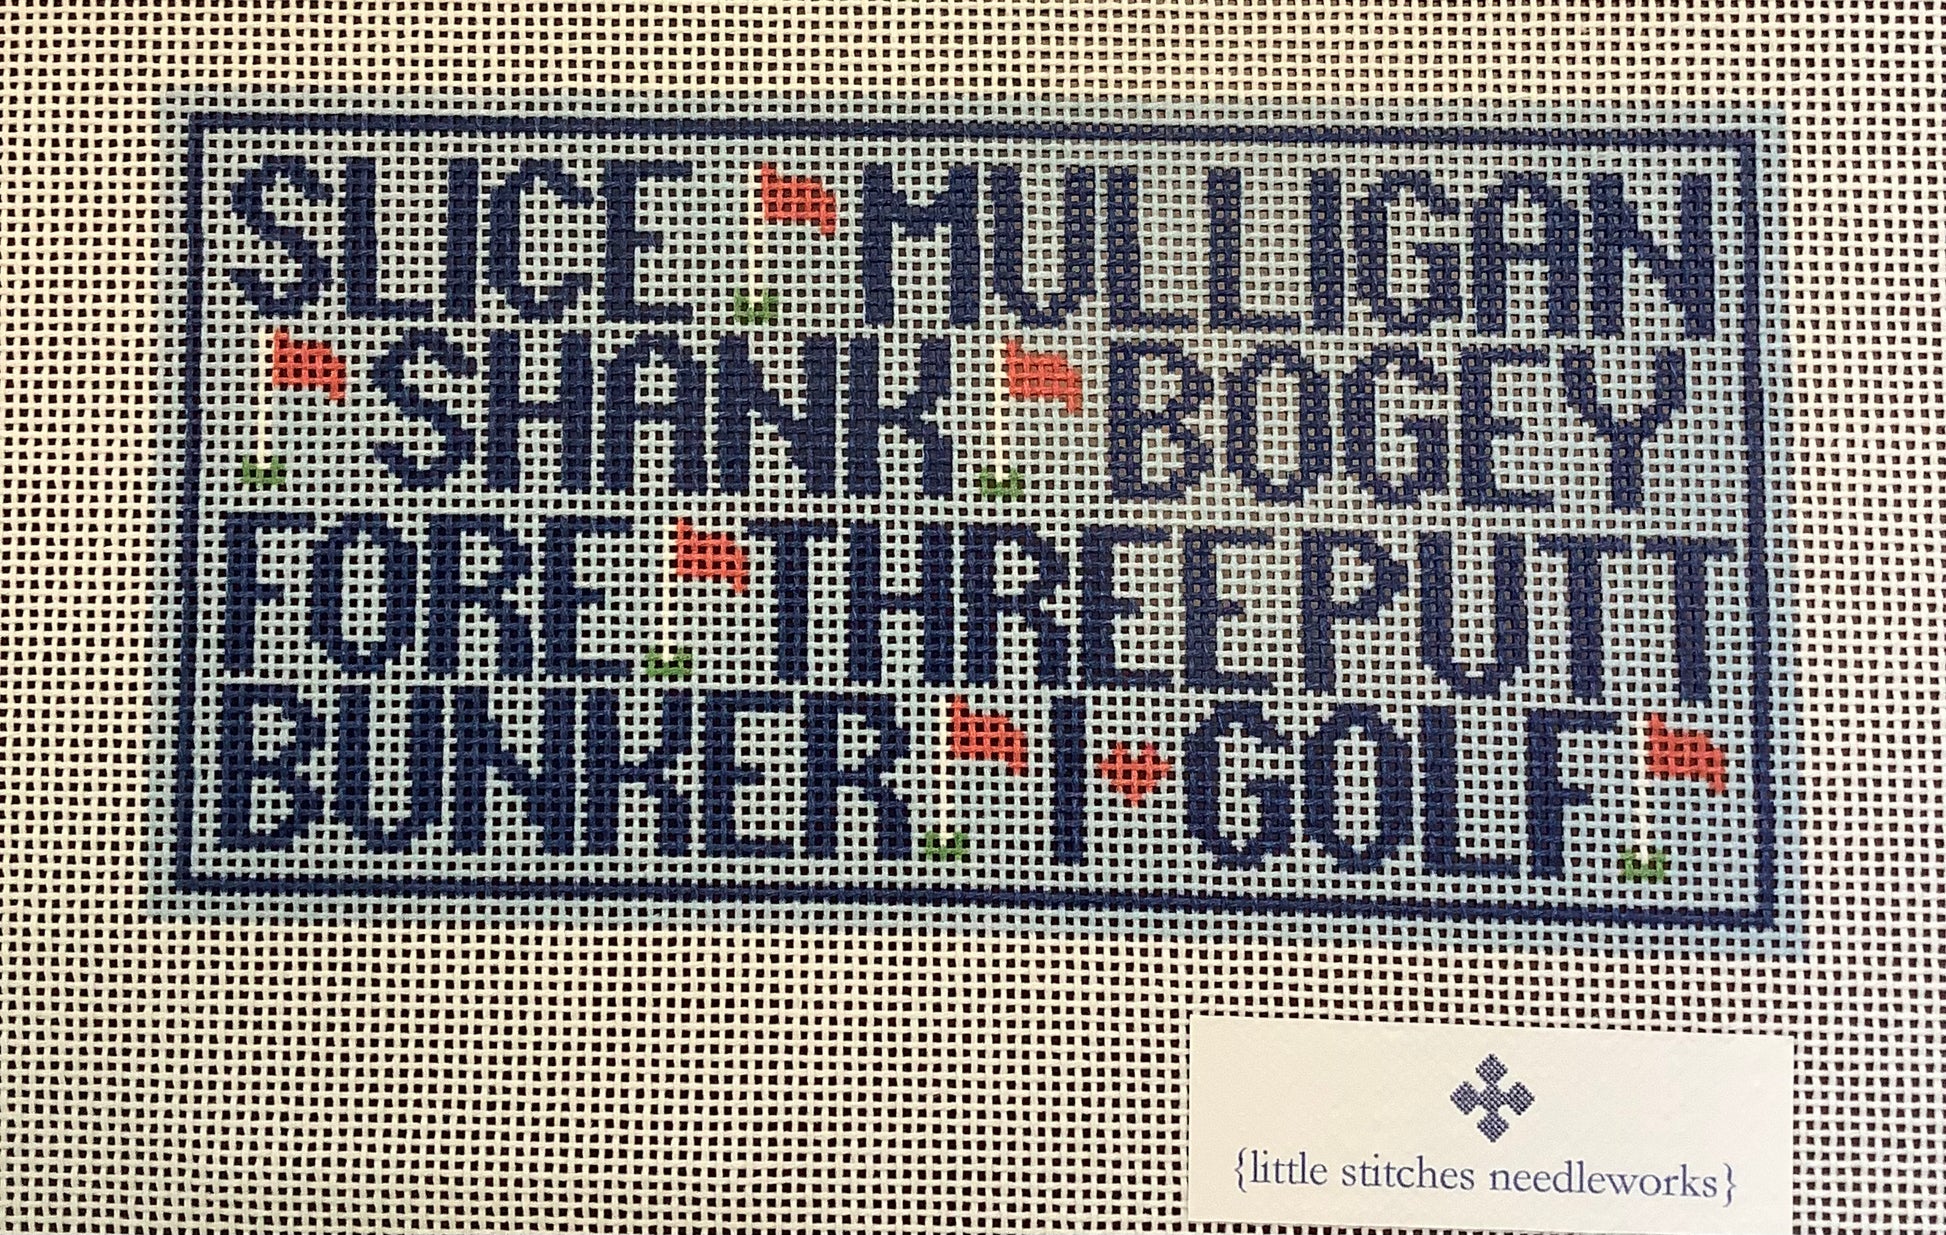 SLICE MULLIGAN
SHANK BOGEY
FORE THREE PUTT
BUNKER I ♥ GOLF
{little stitches needleworks}